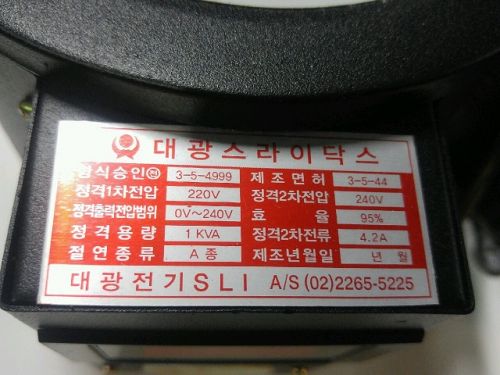 대광스라이닥스
형식승인 3-5-4999 제조면허 3-5-44
정격1차전압 220V 정격2차전압 240V
정격출력전압범위 0V~240V 효율 95%
정격용량 1 KVA 정격2차전류 4.2A
절연종류 A 종 제조년월일 년 월
대광전기SLI A/S (02)2265-5225